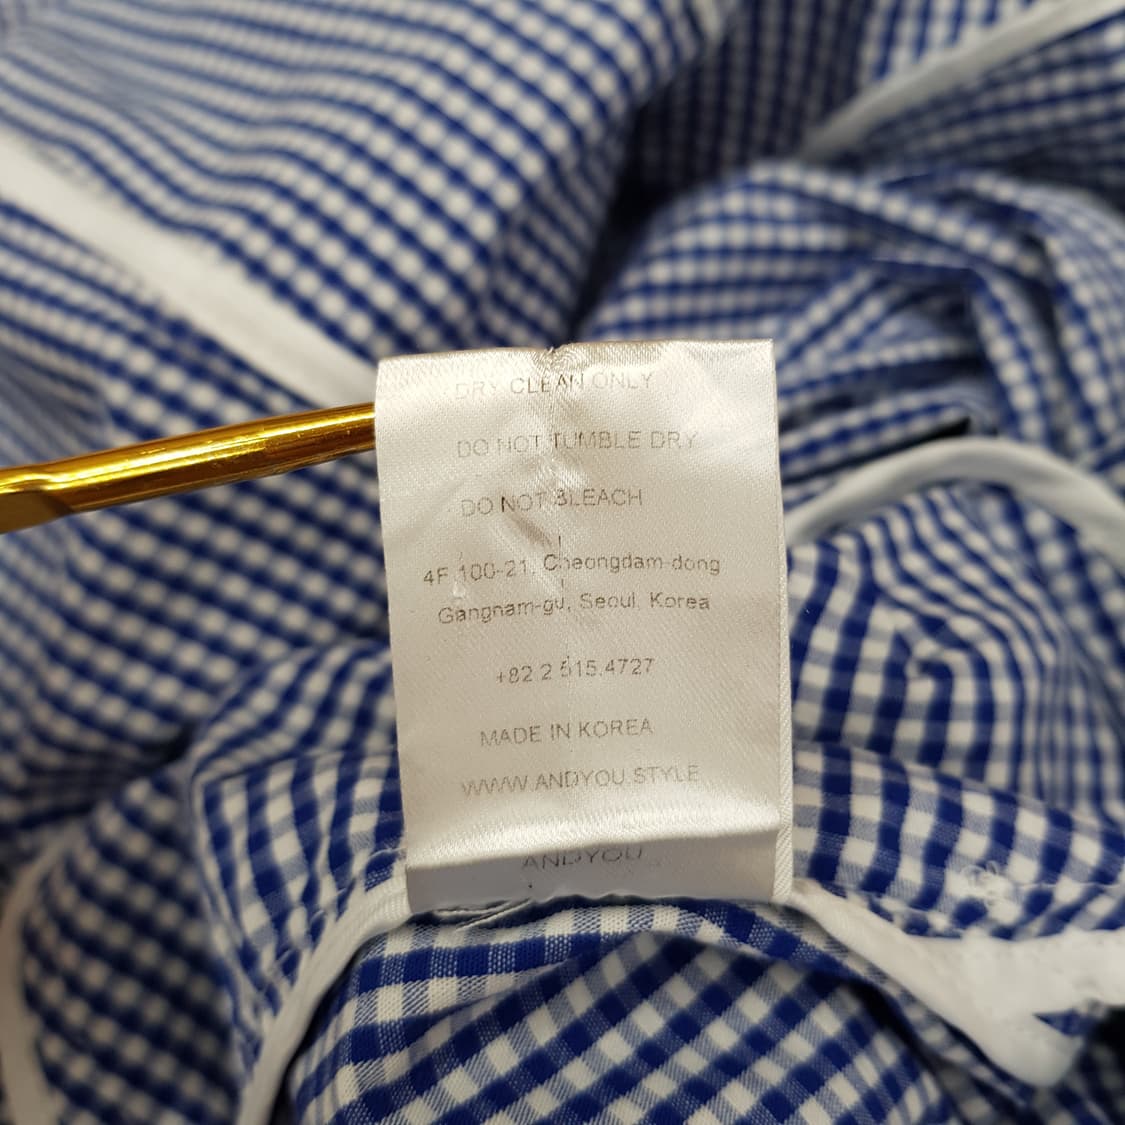 DRY CLEAN ONLY
DO NOT TUMBLE DRY
DO NOT BLEACH
4F 100-21, Cheongdam-dong
Gangnam-gu, Seoul, Korea
+82 2 515.4727
MADE IN KOREA
WWW.ANDYOU.STYLE
ANDYOU